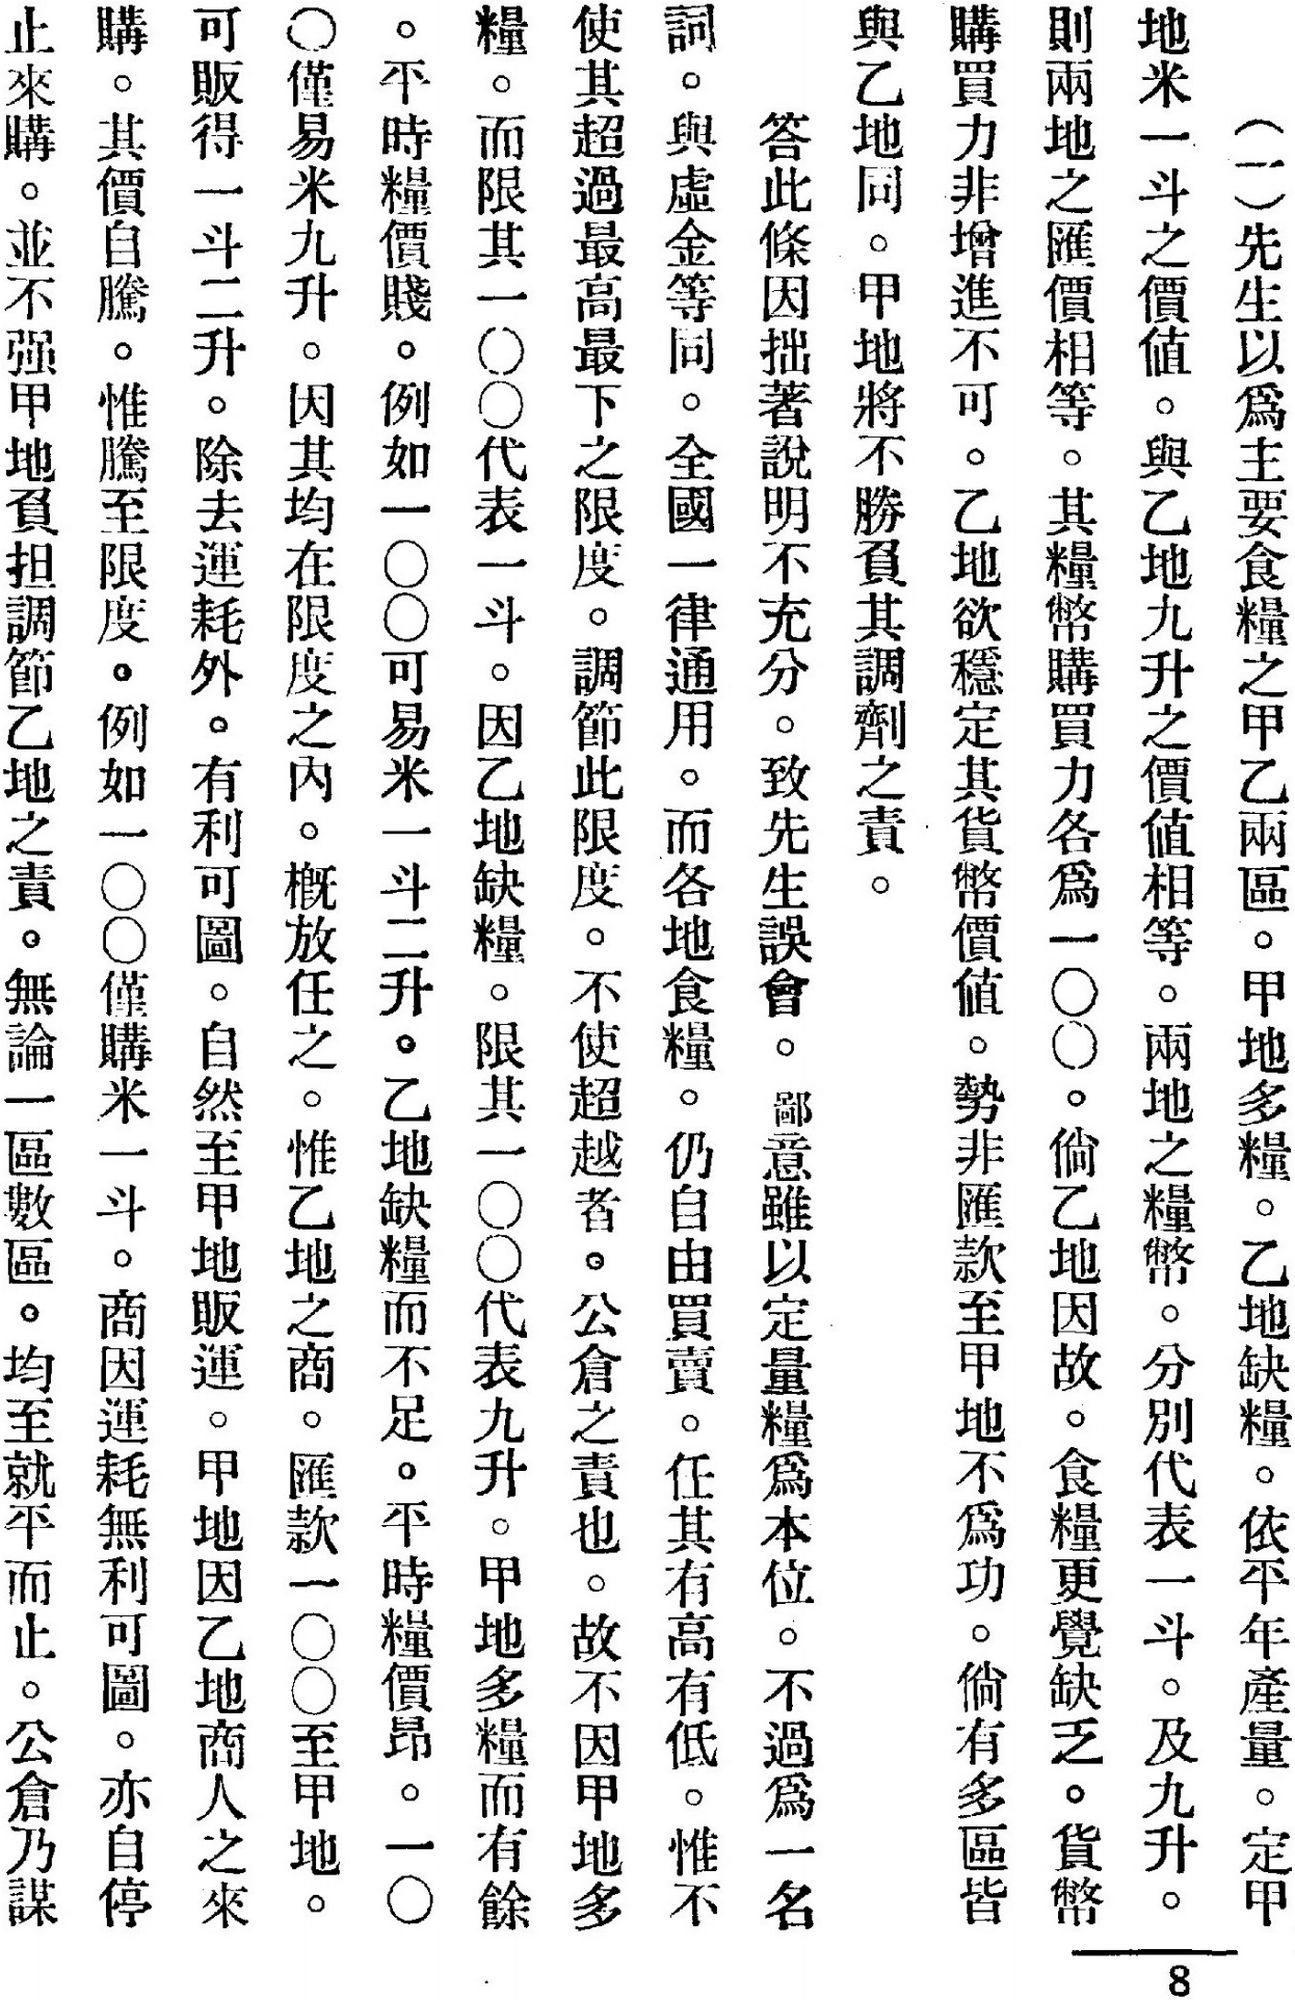 （一）先生以爲主要食糧之甲乙兩區。甲地多糧。乙地缺糧。依平年產量。定甲
地米一斗之價值。與乙地九升之價值相等。兩地之糧幣。分別代表一斗。及九升。
則兩地之匯價相等。其糧幣購買力各爲一〇〇。倘乙地因故。食糧更覺缺乏。貨幣
購買力非增進不可。乙地欲穩定其貨幣價值。勢非匯款至甲地不爲功。倘有多區皆
與乙地同。甲地將不勝負其調劑之責。
答此條因拙著說明不充分。致先生誤會。鄙意雖以定量糧爲本位。不過爲一名
詞。與虛金等同。全國一律通用。而各地食糧。仍自由買賣。任其有高有低。惟不
使其超過最高最下之限度。調節此限度。不使超越者。公倉之責也。故不因甲地多
糧。而限其一〇〇代表一斗。因乙地缺糧。限其一〇〇代表九升。甲地多糧而有餘
。平時糧價賤。例如一〇〇可易米一斗二升。乙地缺糧而不足。平時糧價昂。一〇
〇僅易米九升。因其均在限度之內。概放任之。惟乙地之商。匯款一〇〇至甲地。
可販得一斗二升。除去運耗外。有利可圖。自然至甲地販運。甲地因乙地商人之來
購。其價自騰。惟騰至限度。例如一〇〇僅購米一斗。商因運耗無利可圖。亦自停
止來購。並不强甲地負担調節乙地之責。無論一區數區。均至就平而止。公倉乃謀
8